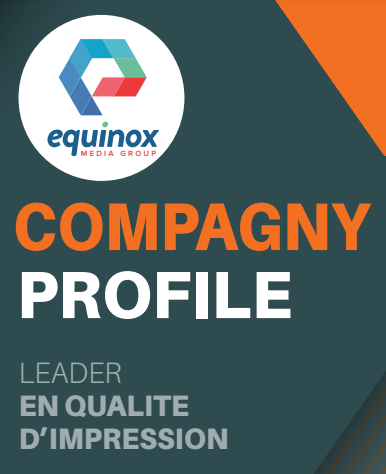 equinox
MEDIA GROUP
COMPAGNY
PROFILE
LEADER
EN QUALITE
D'IMPRESSION